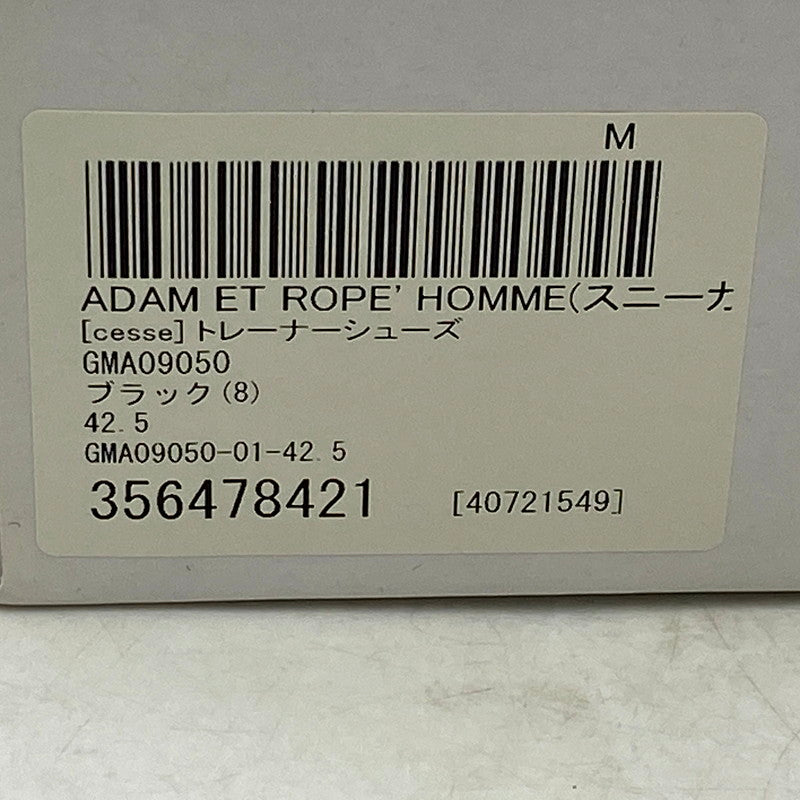 M
ADAM ET ROPE' HOMME(スニーカ
[cesse]トレーナーシューズ
GMA09050
ブラック(8)
42.5
GMA09050-01-42.5
356478421 [40721549]